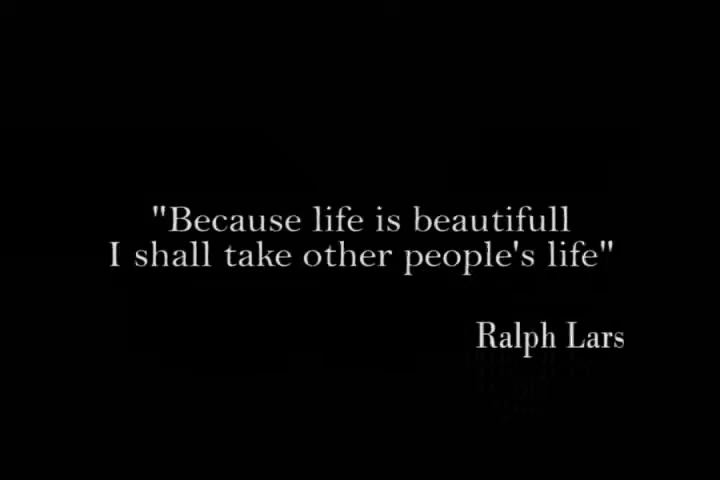 "Because life is beautifull
I shall take other people's life"
Ralph Lars